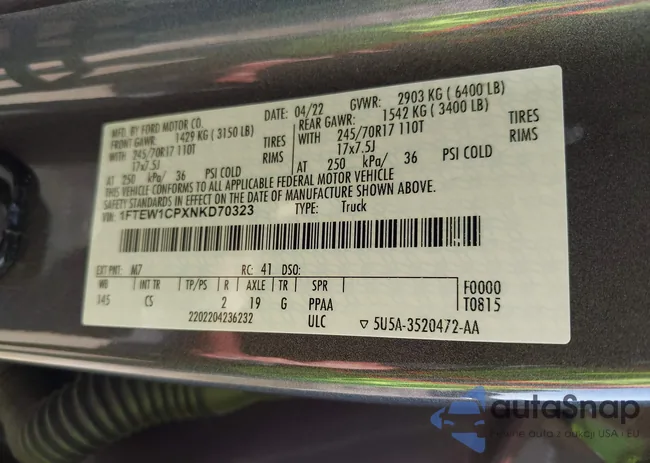 MFD. BY FORD MOTOR CO. 04/22 GVWR: 2903 KG ( 6400 LB)
FRONT GAWR: 1429 KG ( 3150 LB) REAR GAWR: 1542 KG ( 3400 LB)
WITH 245/70R17 110T TIRES WITH 245/70R17 110T TIRES
17x7.5J RIMS 17x7.5J RIMS
AT 250 kPa/ 36 PSI COLD AT 250 kPa/ 36 PSI COLD
THIS VEHICLE CONFORMS TO ALL APPLICABLE FEDERAL MOTOR VEHICLE
SAFETY STANDARDS IN EFFECT ON THE DATE OF MANUFACTURE SHOWN ABOVE.
VIN: 1FTEW1CPXNKD70323 TYPE: Truck
EXT PNT: M7 RC: 41 DSO:
WB INT TR TP/PS R AXLE TR SPR F0000
145 CS 2 19 G PPAA T0815
2202204236232 ULC ▽ 5U5A-3520472-AA
autoSnap
Pewne auta z aukcji USA i EU